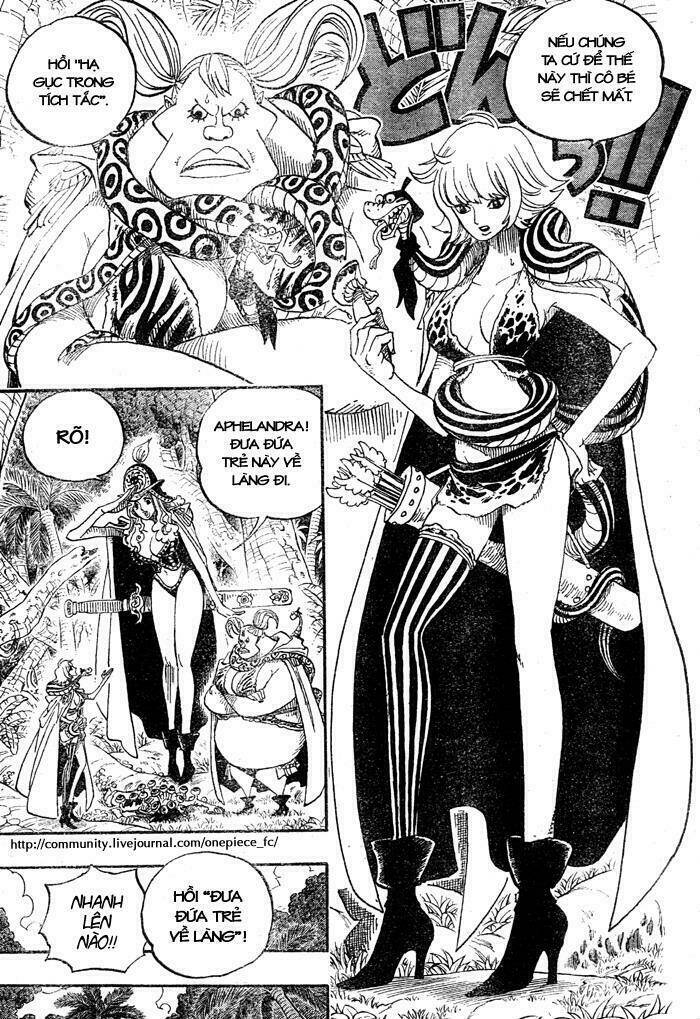 NẾU CHÚNG
TA CỨ ĐỂ THẾ
NÀY THÌ CÔ BÉ
SẼ CHẾT MẤT.
HỒI "HẠ
GỤC TRONG
TÍCH TẮC".
どん!!
APHELANDRA!
ĐƯA ĐỨA
TRẺ NÀY VỀ
LÀNG ĐI.
RÕ!
http://community.livejournal.com/onepiece_fc/
HỒI "ĐƯA
ĐỨA TRẺ
VỀ LÀNG"!
NHANH
LÊN
NÀO!!